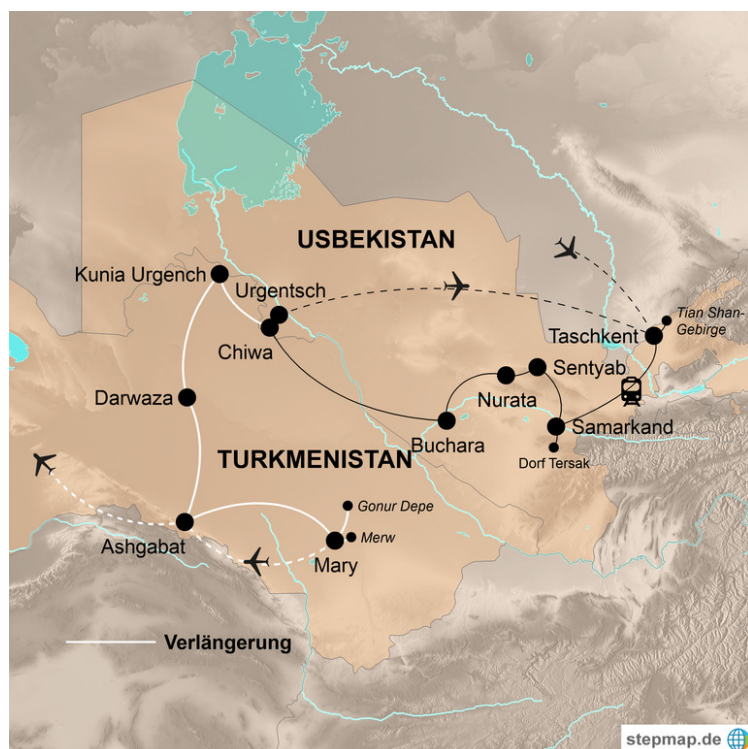 USBEKISTAN
Kunia Urgench
Urgentsch
Chiwa
Tian Shan-
Gebirge
Taschkent
Sentyab
Nurata
Darwaza
Buchara
Samarkand
Dorf Tersak
TURKMENISTAN
Gonur Depe
Merw
Ashgabat
Mary
Verlängerung
stepmap.de